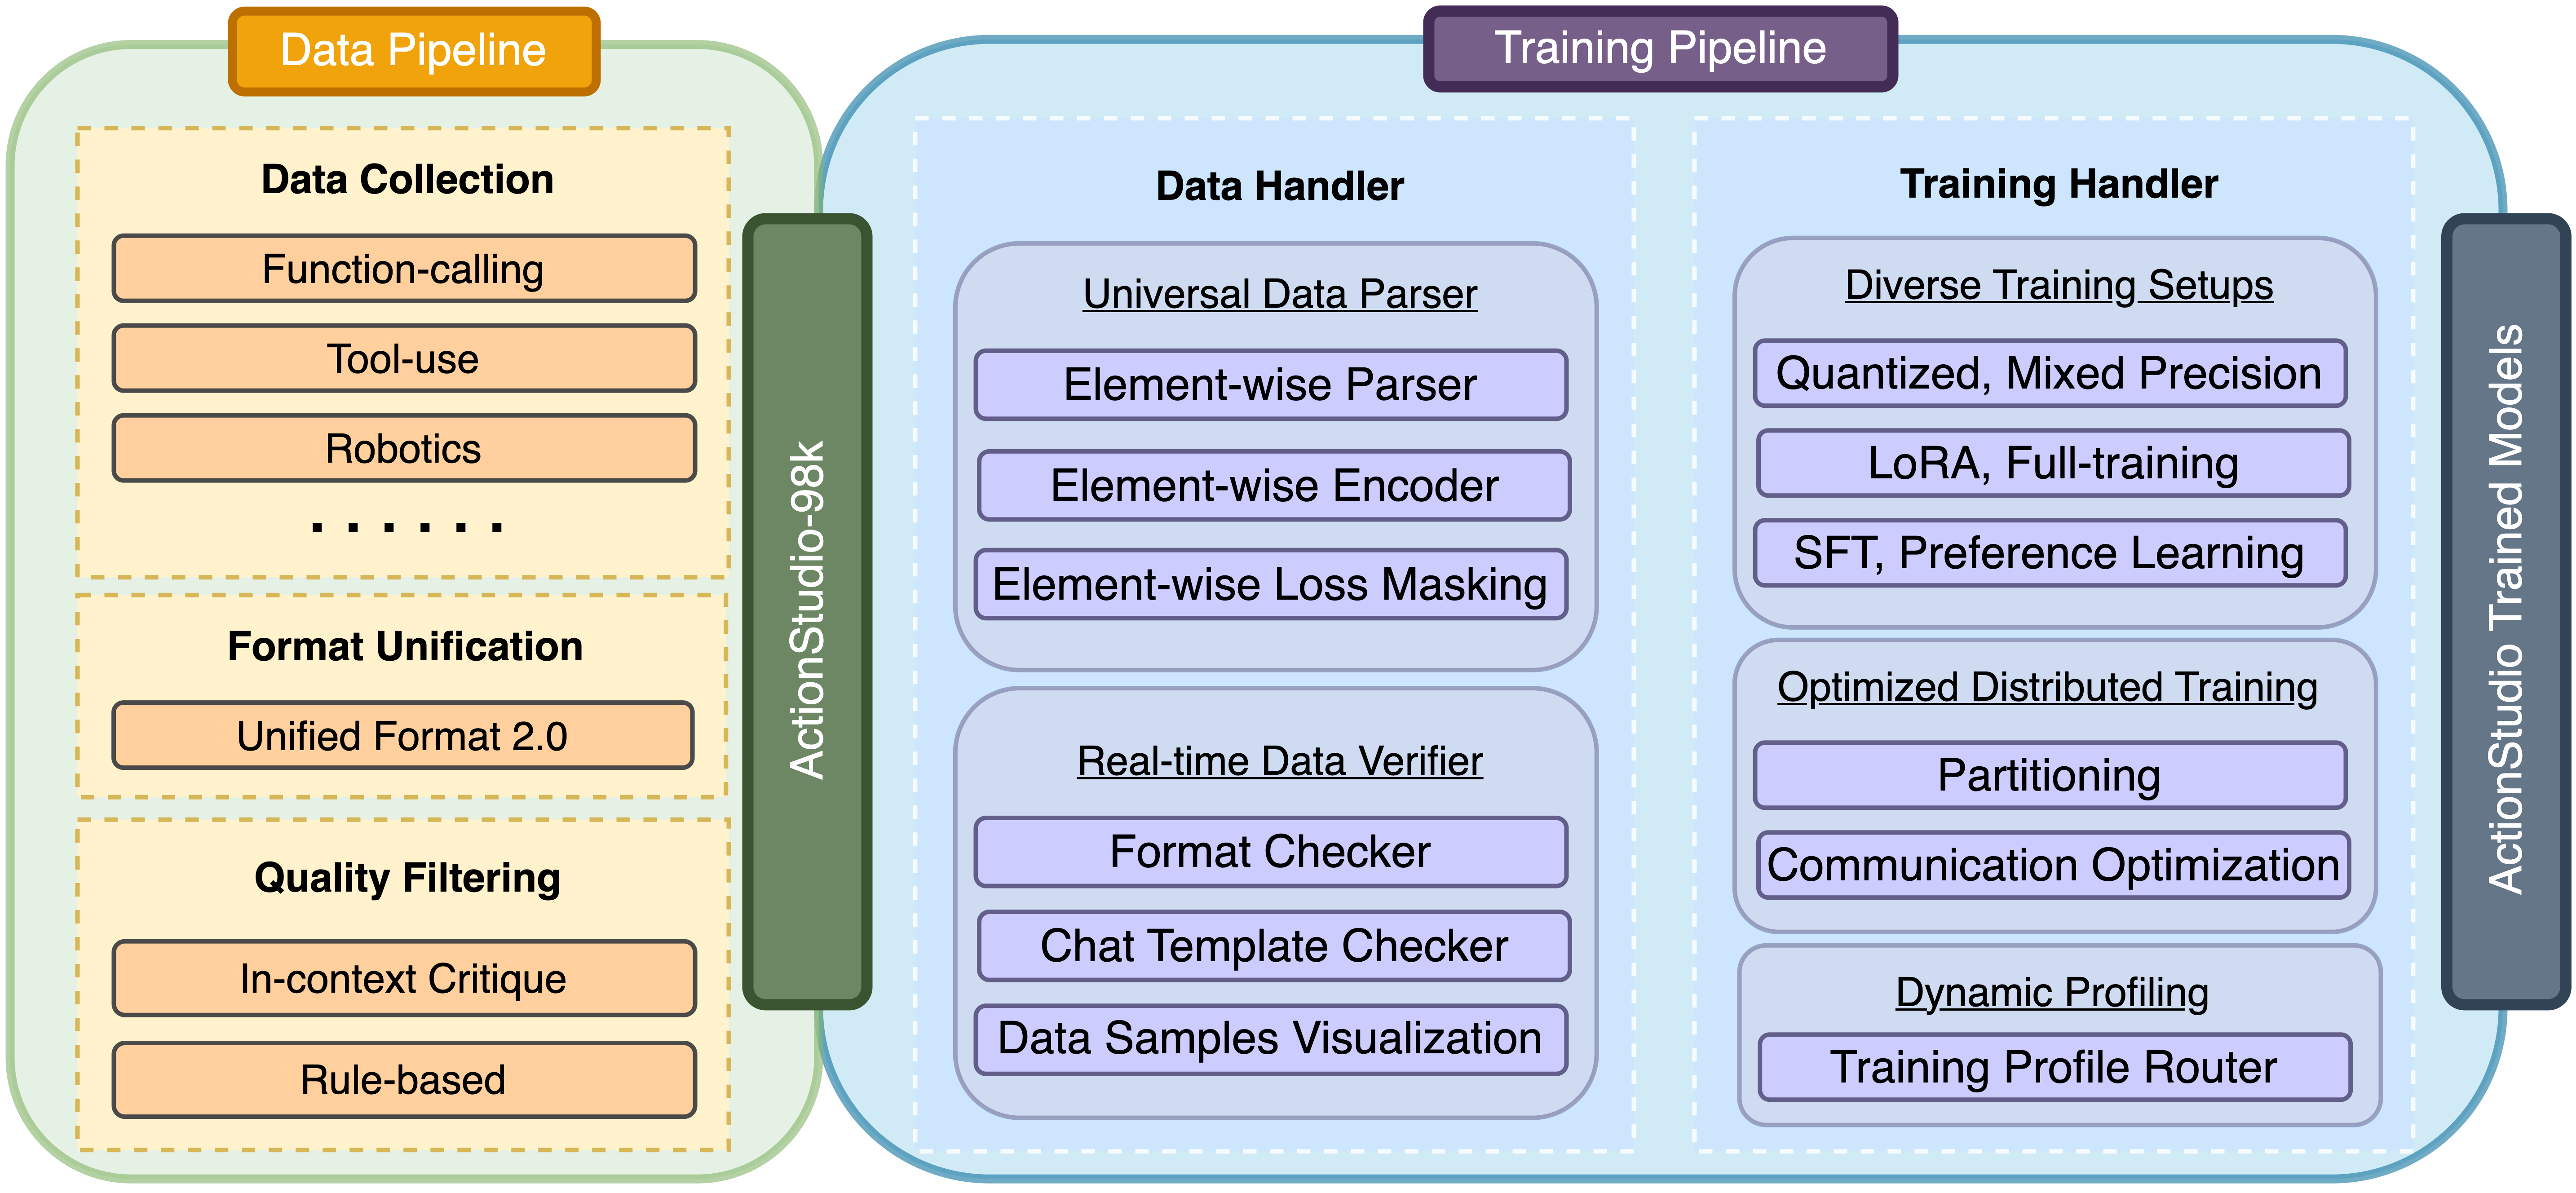 Data Pipeline
Data Collection
Function-calling
Tool-use
Robotics
......
Format Unification
Unified Format 2.0
Quality Filtering
In-context Critique
Rule-based
ActionStudio-98k
Training Pipeline
Data Handler
Universal Data Parser
Element-wise Parser
Element-wise Encoder
Element-wise Loss Masking
Real-time Data Verifier
Format Checker
Chat Template Checker
Data Samples Visualization
Training Handler
Diverse Training Setups
Quantized, Mixed Precision
LoRA, Full-training
SFT, Preference Learning
Optimized Distributed Training
Partitioning
Communication Optimization
Dynamic Profiling
Training Profile Router
ActionStudio Trained Models